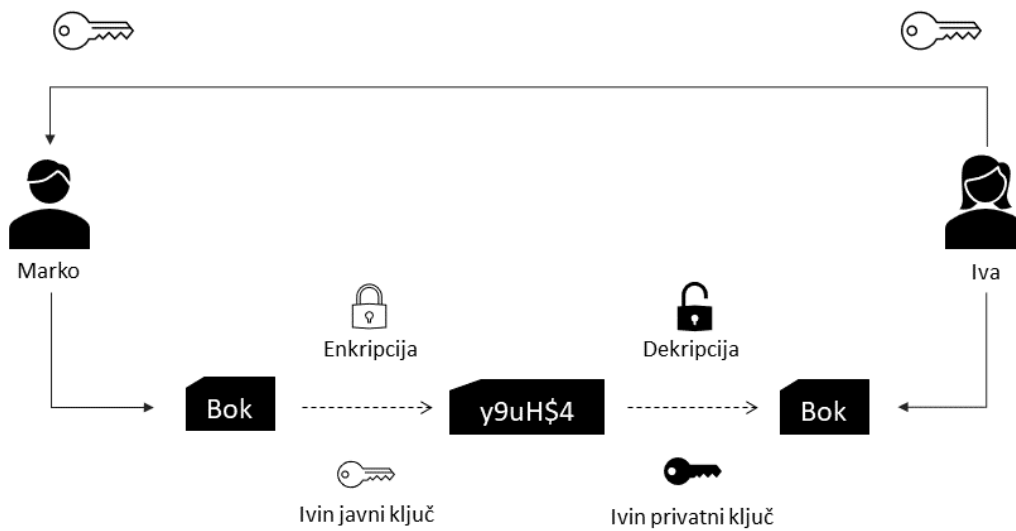 Marko
Iva
Enkripcija
Dekripcija
Bok
y9uH$4
Bok
Ivin javni ključ
Ivin privatni ključ